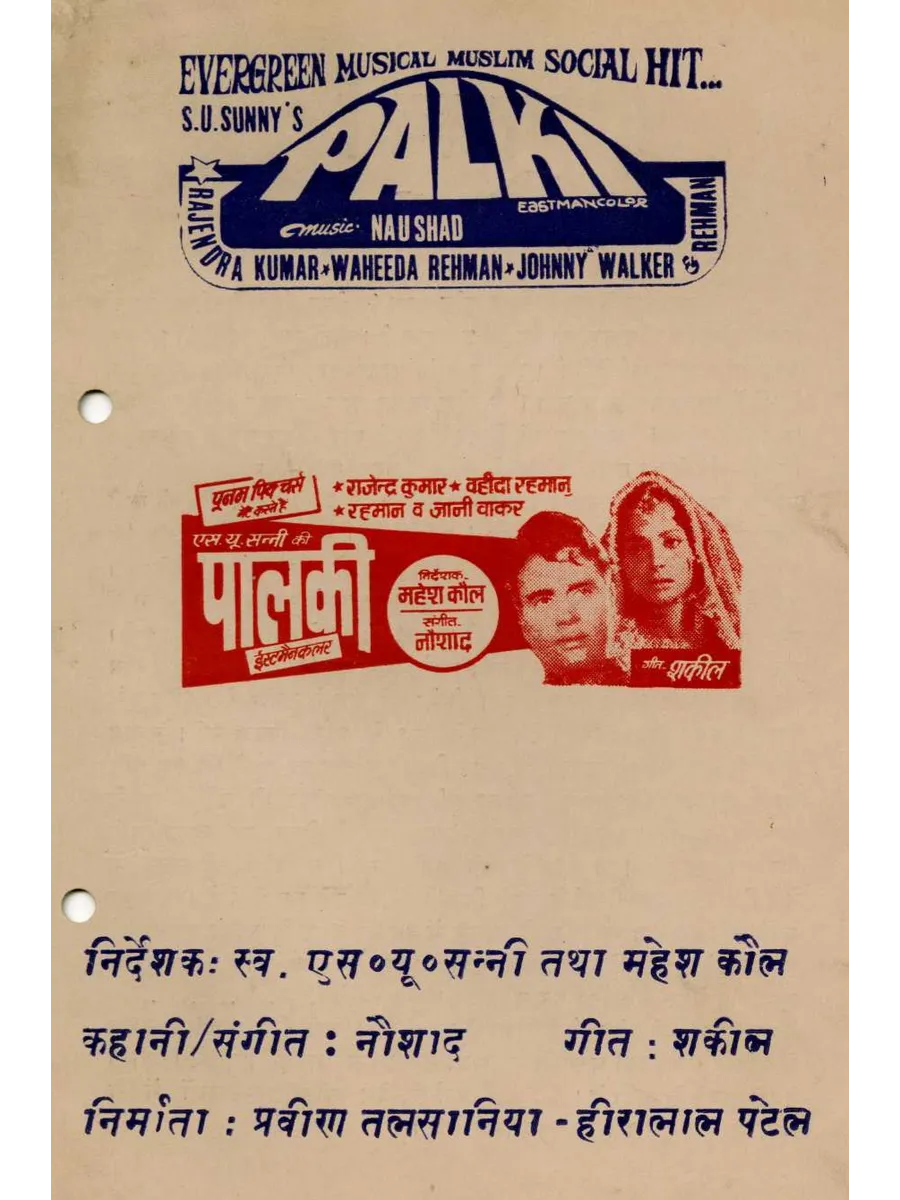 EVERGREEN MUSICAL MUSLIM SOCIAL HIT...
S.U.SUNNY'S
PALKI
EASTMANCOLOR
music. NAUSHAD
RAJENDRA KUMAR★WAHEEDA REHMAN★JOHNNY WALKER & REHMAN
पूनम पिक्चर्स
भेंट करते है
★राजेन्द्र कुमार★ वहीदा रहमान
★रहमान व जानी वाकर
एस.यू.सन्नी की
पालकी
ईस्टमैनकलर
निर्देशक-
महेश कौल
संगीत-
नौशाद
गीत- शकील
निर्देशक: स्व. एस०यू०सन्नी तथा महेश कौल
कहानी/संगीत : नौशाद गीत : शकील
निर्माता : प्रवीण तलसानिया - हीरालाल पटेल